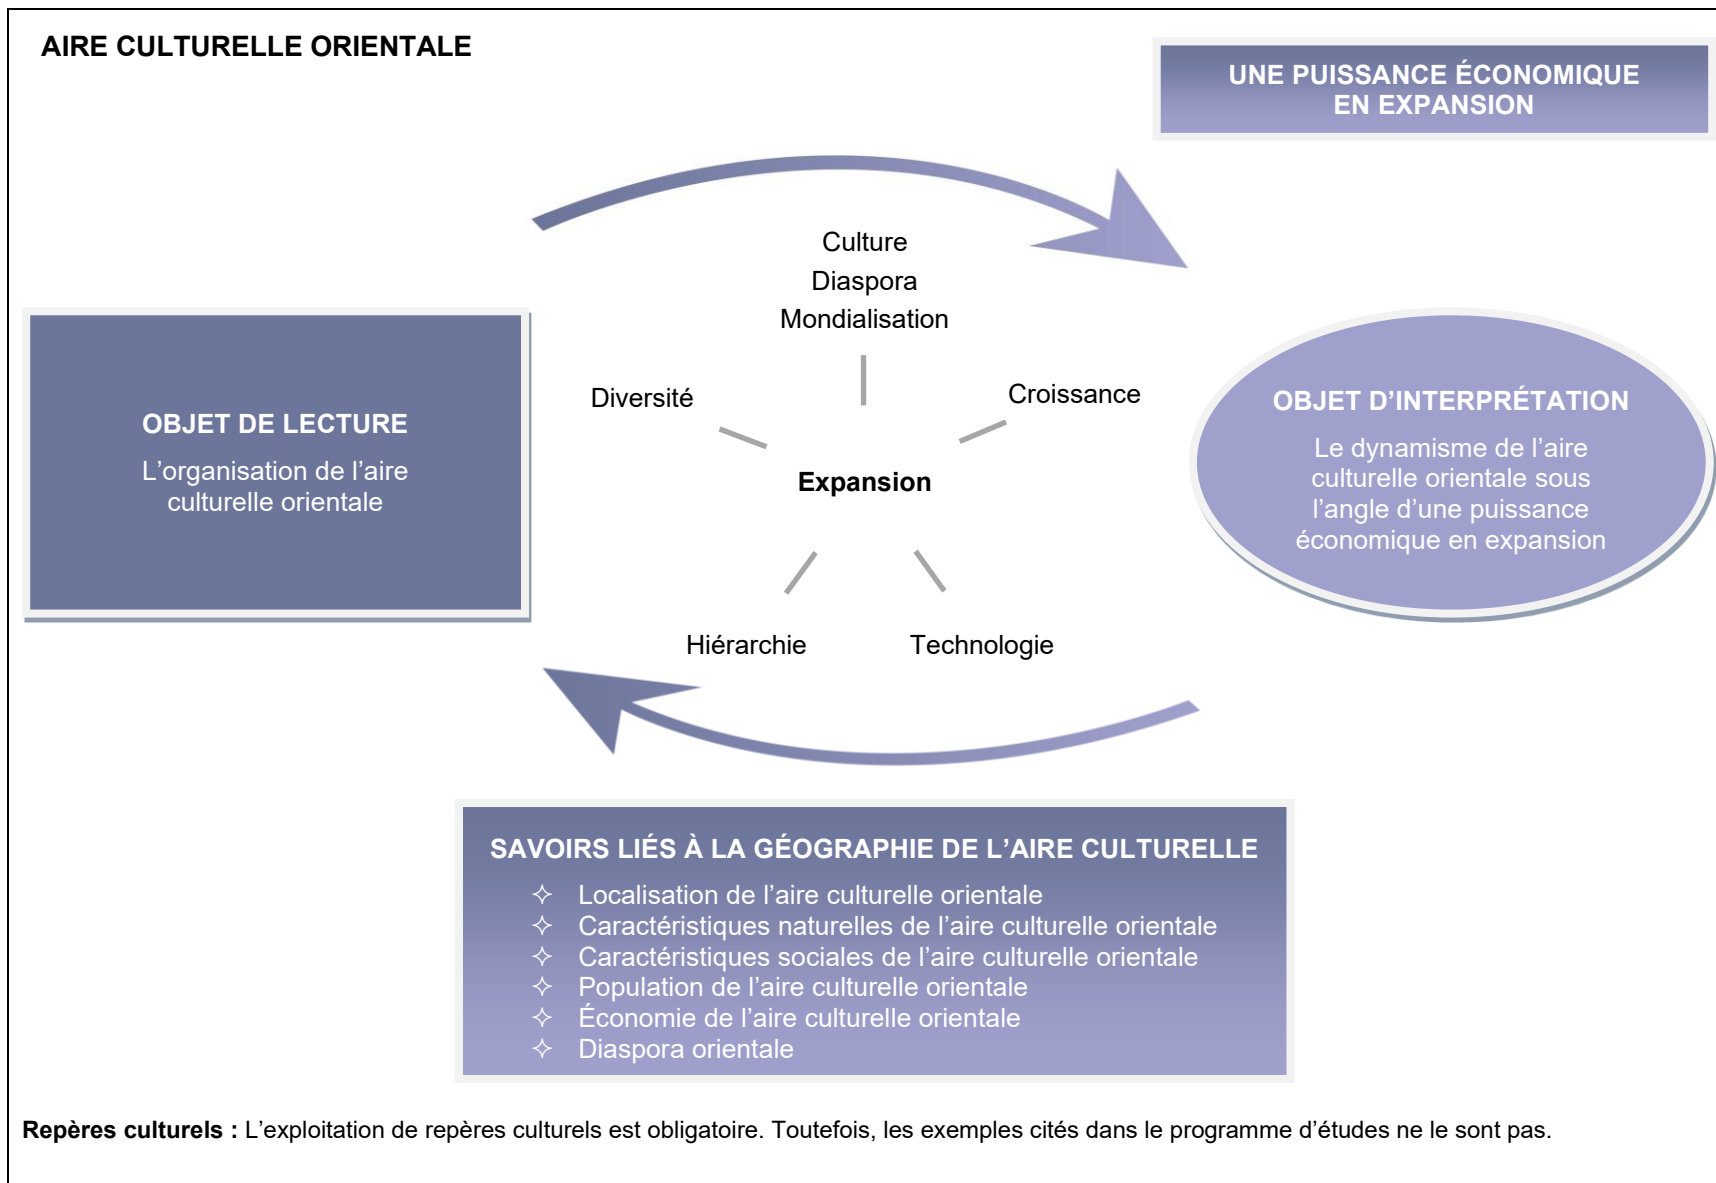 AIRE CULTURELLE ORIENTALE
UNE PUISSANCE ÉCONOMIQUE
EN EXPANSION
Culture
Diaspora
Mondialisation
Diversité
Croissance
Expansion
Hiérarchie
Technologie
OBJET DE LECTURE
L’organisation de l’aire
culturelle orientale
OBJET D’INTERPRÉTATION
Le dynamisme de l’aire
culturelle orientale sous
l’angle d’une puissance
économique en expansion
SAVOIRS LIÉS À LA GÉOGRAPHIE DE L’AIRE CULTURELLE
✧ Localisation de l’aire culturelle orientale
✧ Caractéristiques naturelles de l’aire culturelle orientale
✧ Caractéristiques sociales de l’aire culturelle orientale
✧ Population de l’aire culturelle orientale
✧ Économie de l’aire culturelle orientale
✧ Diaspora orientale
Repères culturels : L’exploitation de repères culturels est obligatoire. Toutefois, les exemples cités dans le programme d’études ne le sont pas.